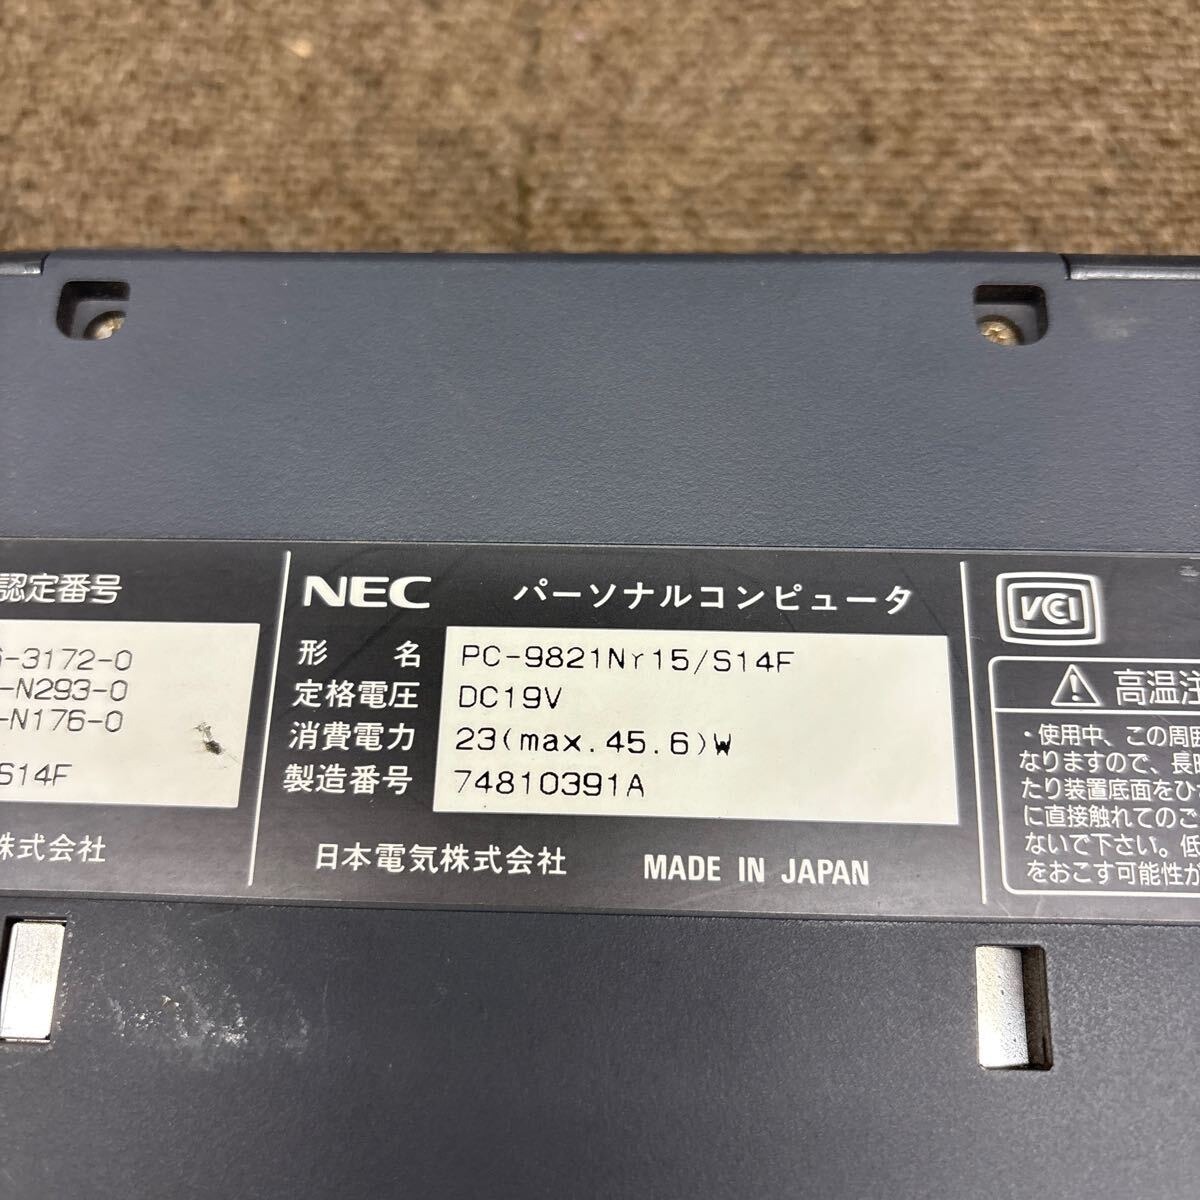 認定番号
6-3172-0
-N293-0
-N176-0
S14F
株式会社
NEC パーソナルコンピュータ
形 名 PC-9821Nr15/S14F
定格電圧 DC19V
消費電力 23(max.45.6)W
製造番号 74810391A
日本電気株式会社 MADE IN JAPAN
VCI
高温注
・使用中、この周囲
なりますので、長時
たり装置底面をひ
に直接触れてのご
ないで下さい。低
をおこす可能性が